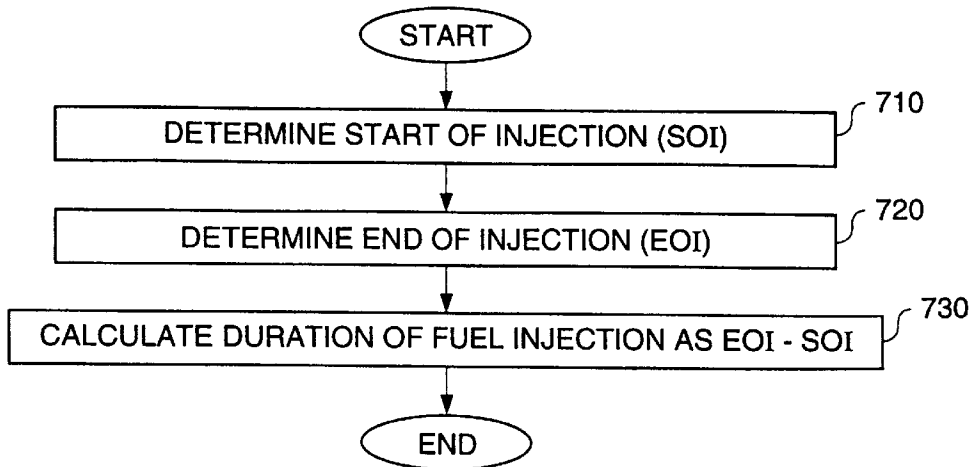 START
710
DETERMINE START OF INJECTION (SOI)
720
DETERMINE END OF INJECTION (EOI)
730
CALCULATE DURATION OF FUEL INJECTION AS EOI - SOI
END